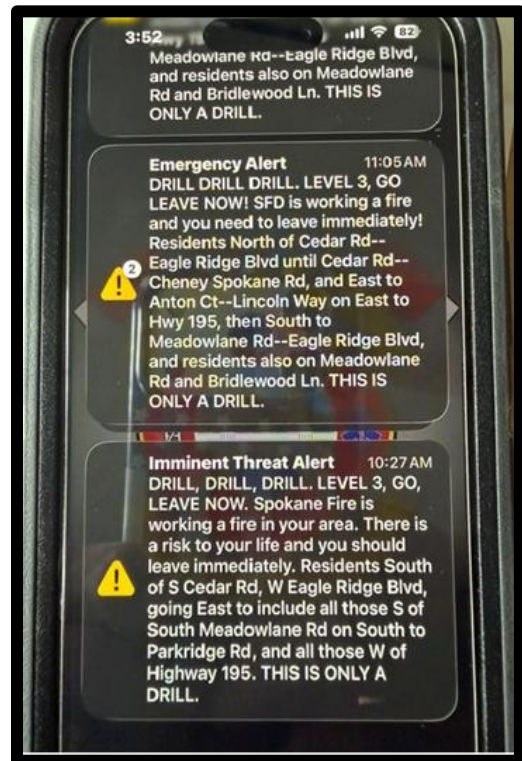 3:52
82
Meadowlane Rd--Eagle Ridge Blvd,
and residents also on Meadowlane
Rd and Bridlewood Ln. THIS IS
ONLY A DRILL.
Emergency Alert 11:05 AM
DRILL DRILL DRILL. LEVEL 3, GO
LEAVE NOW! SFD is working a fire
and you need to leave immediately!
Residents North of Cedar Rd--
Eagle Ridge Blvd until Cedar Rd--
2
Cheney Spokane Rd, and East to
Anton Ct--Lincoln Way on East to
Hwy 195, then South to
Meadowlane Rd--Eagle Ridge Blvd,
and residents also on Meadowlane
Rd and Bridlewood Ln. THIS IS
ONLY A DRILL.
Imminent Threat Alert 10:27 AM
DRILL, DRILL, DRILL. LEVEL 3, GO,
LEAVE NOW. Spokane Fire is
working a fire in your area. There is
a risk to your life and you should
leave immediately. Residents South
of S Cedar Rd, W Eagle Ridge Blvd,
going East to include all those S of
South Meadowlane Rd on South to
Parkridge Rd, and all those W of
Highway 195. THIS IS ONLY A
DRILL.